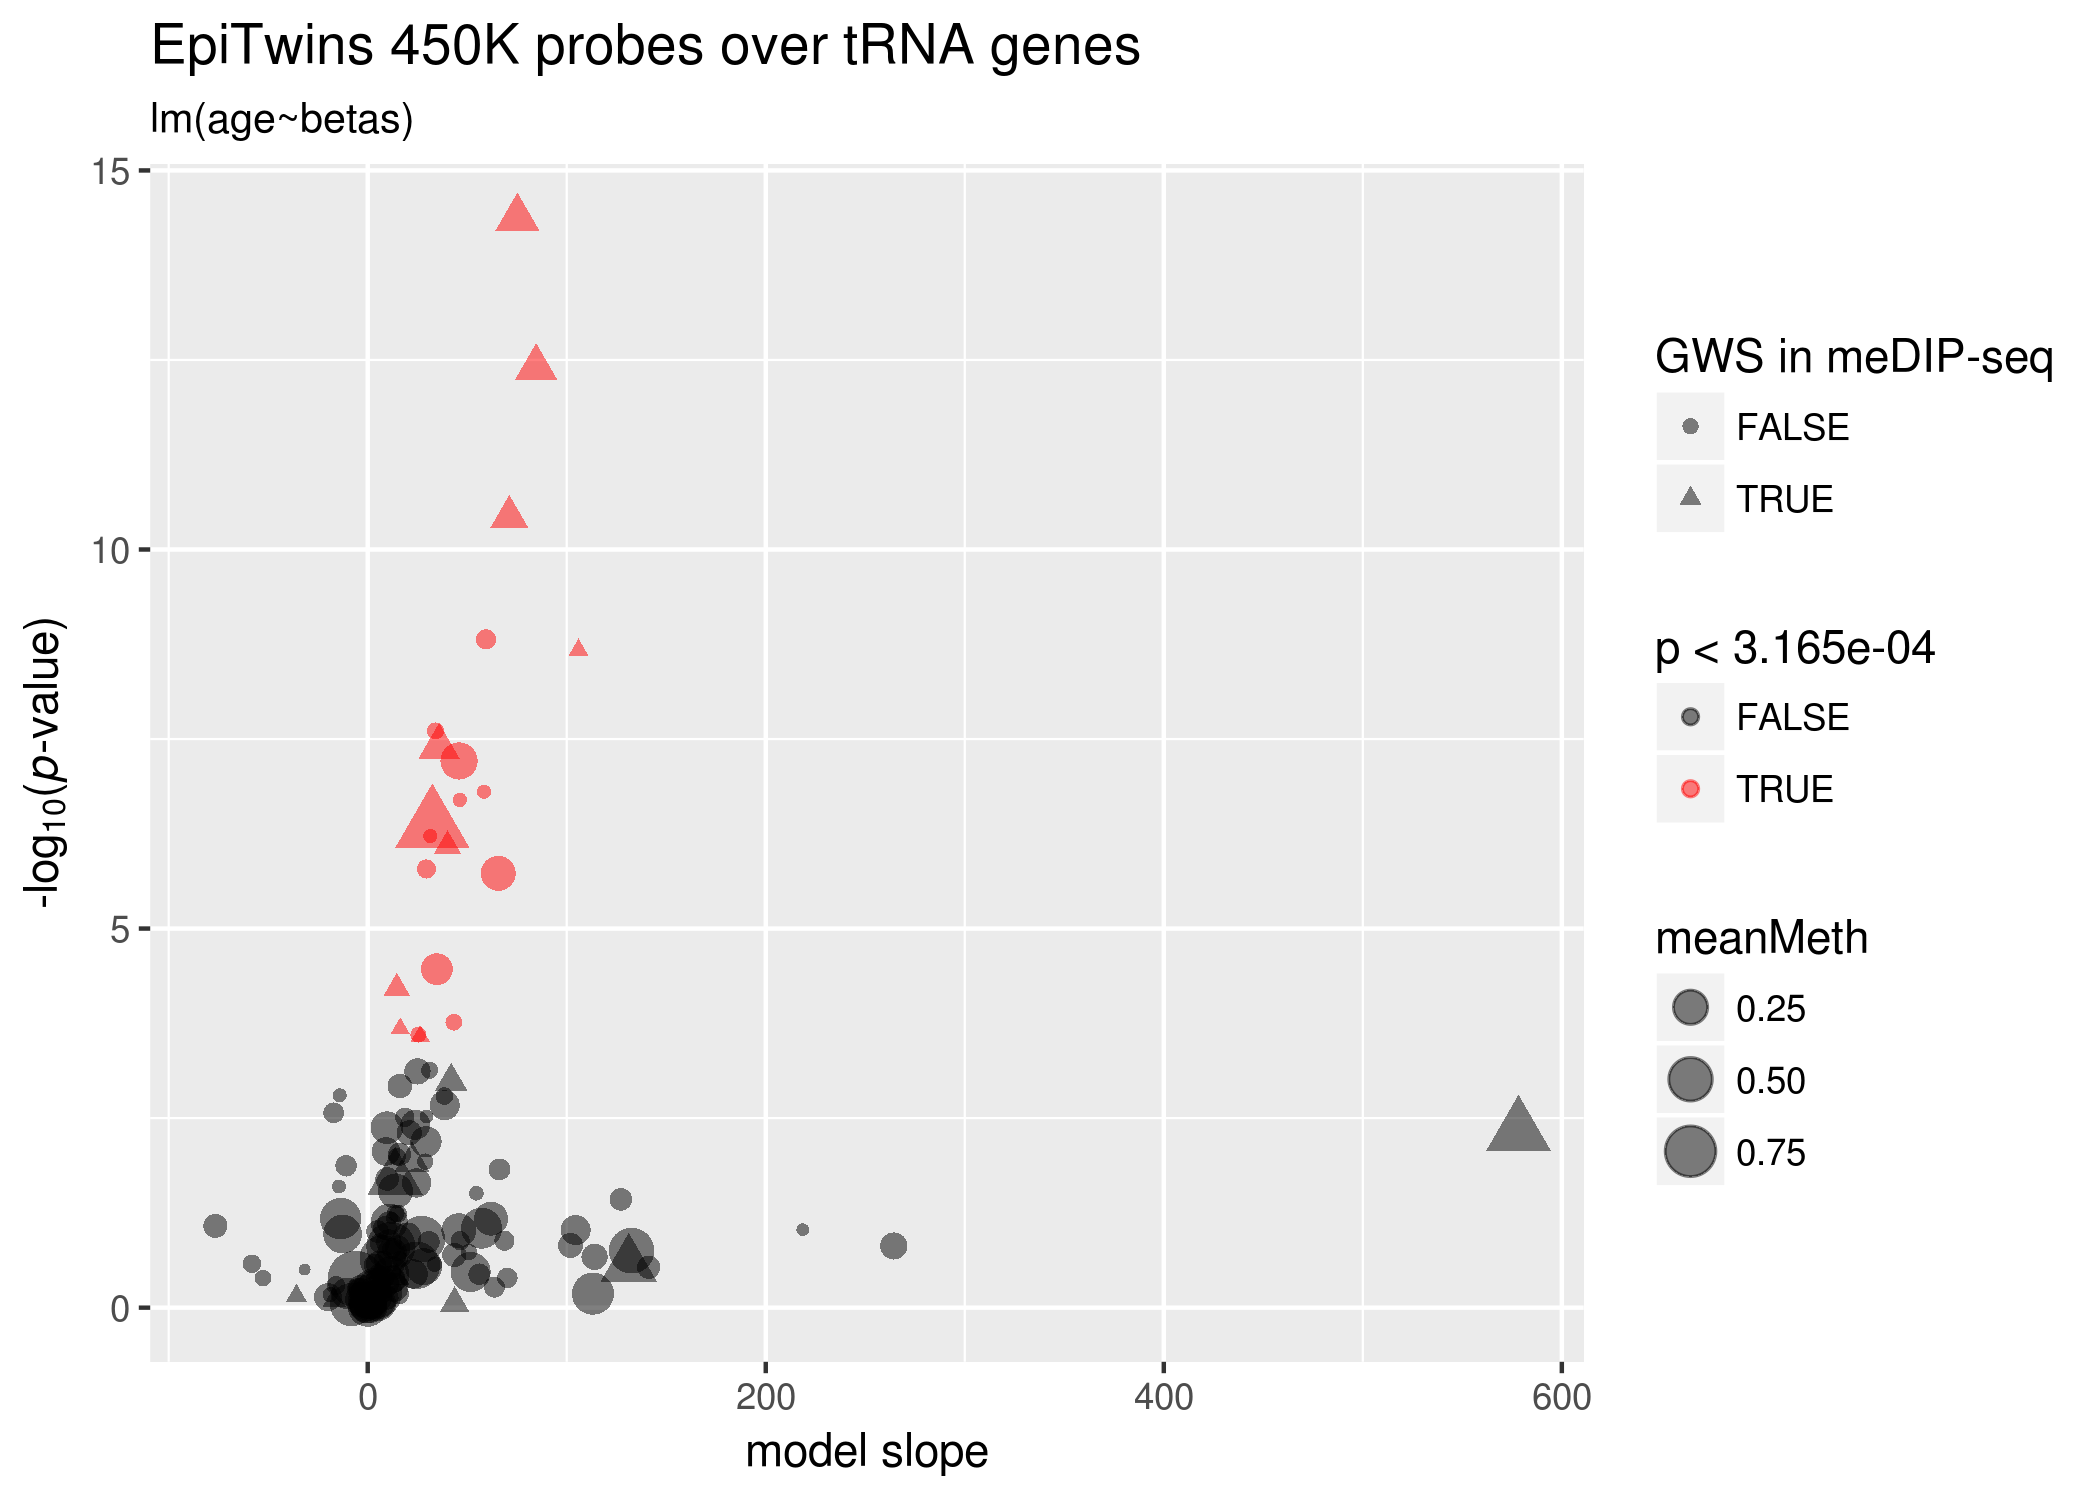 EpiTwins 450K probes over tRNA genes
lm(age~betas)
-log10(p-value)
15
10
5
0
0 200 400 600
model slope
GWS in meDIP-seq
FALSE
TRUE
p < 3.165e-04
FALSE
TRUE
meanMeth
0.25
0.50
0.75